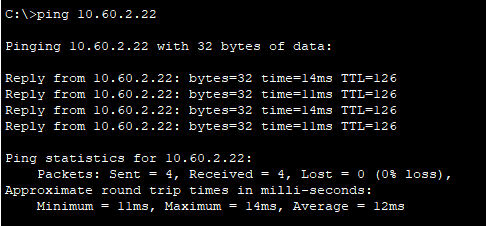 C:\>ping 10.60.2.22
Pinging 10.60.2.22 with 32 bytes of data:
Reply from 10.60.2.22: bytes=32 time=14ms TTL=126
Reply from 10.60.2.22: bytes=32 time=11ms TTL=126
Reply from 10.60.2.22: bytes=32 time=14ms TTL=126
Reply from 10.60.2.22: bytes=32 time=11ms TTL=126
Ping statistics for 10.60.2.22:
    Packets: Sent = 4, Received = 4, Lost = 0 (0% loss),
Approximate round trip times in milli-seconds:
    Minimum = 11ms, Maximum = 14ms, Average = 12ms